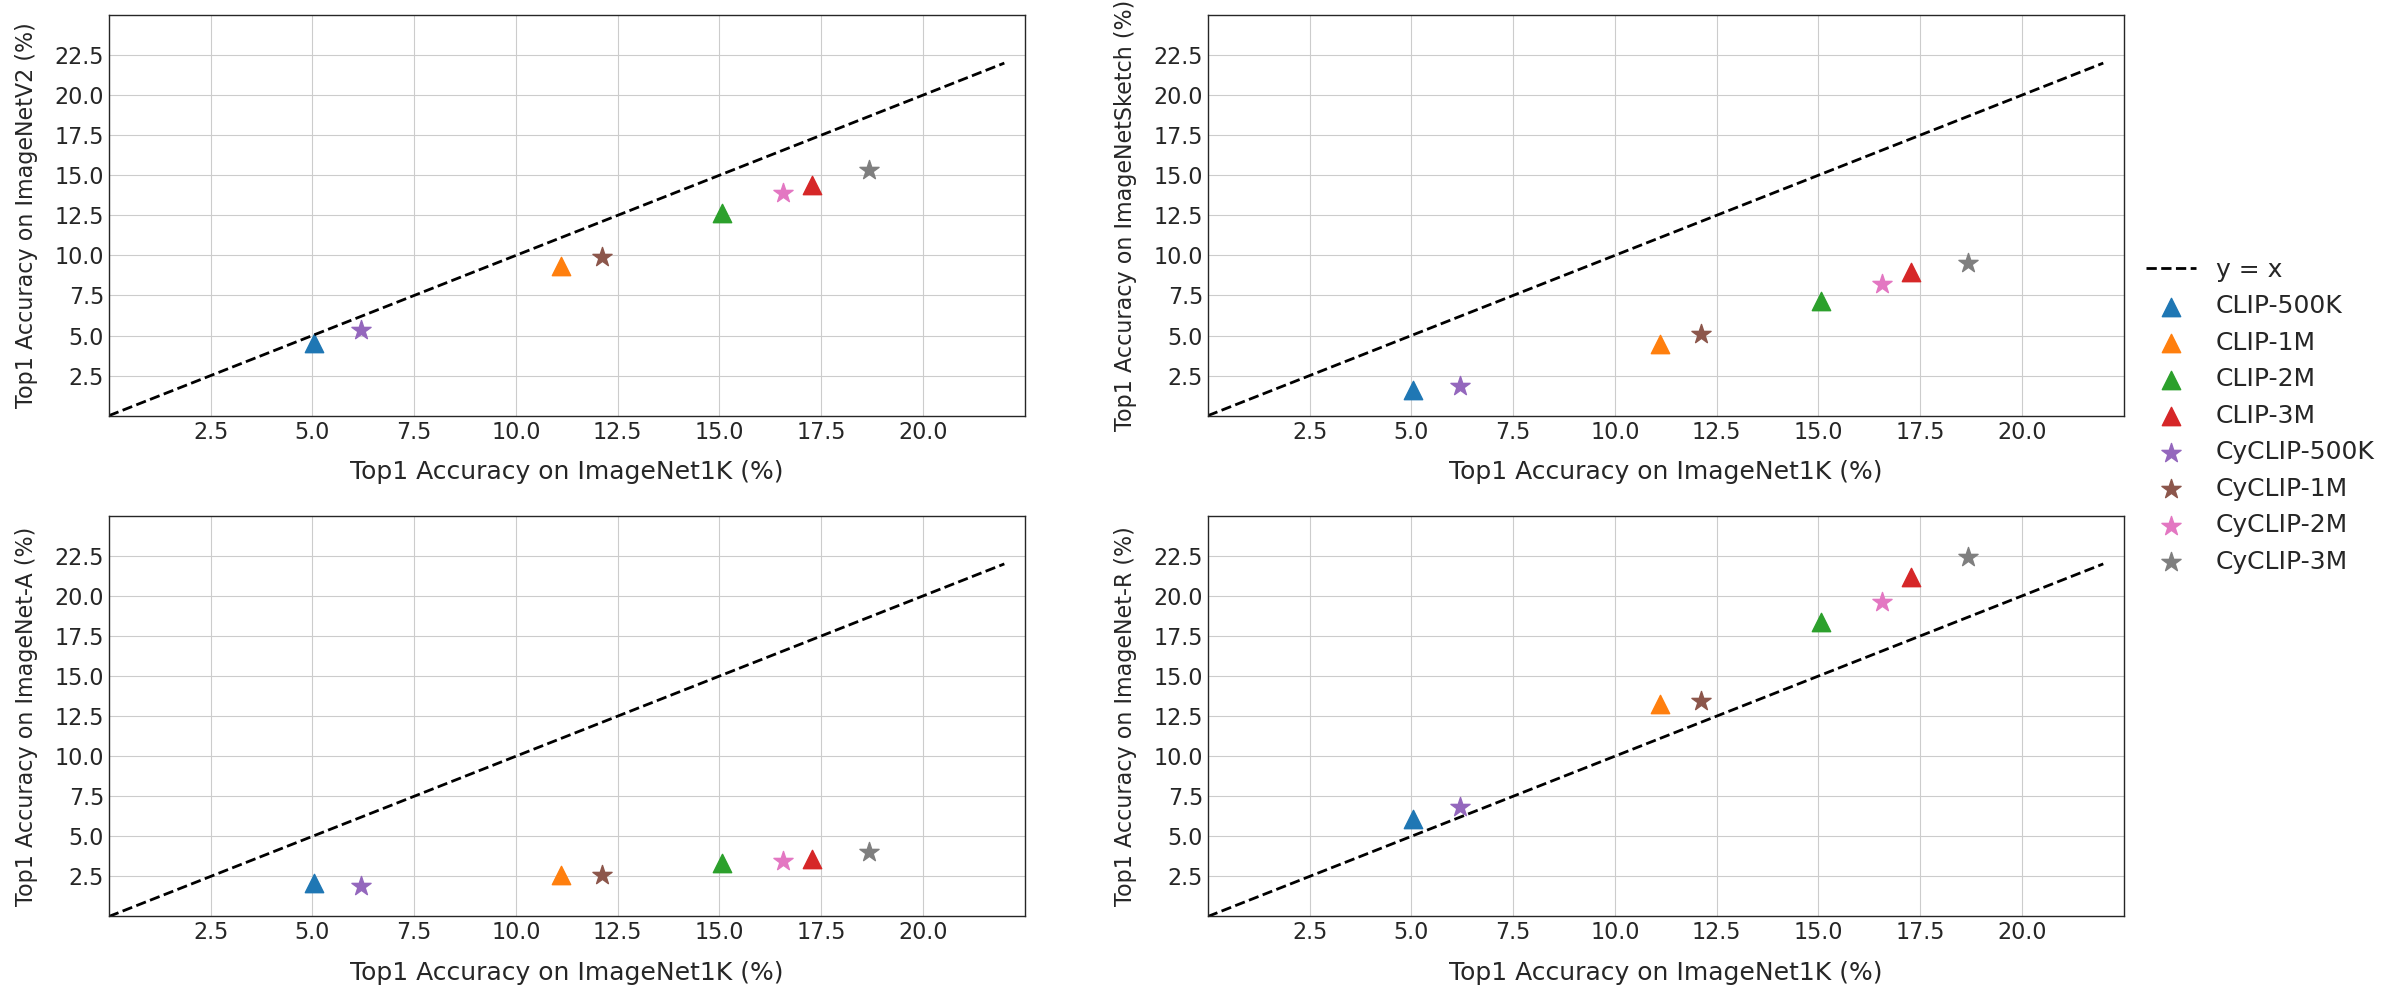 Top1 Accuracy on ImageNetV2 (%)
22.5
20.0
17.5
15.0
12.5
10.0
7.5
5.0
2.5
2.5 5.0 7.5 10.0 12.5 15.0 17.5 20.0
Top1 Accuracy on ImageNet1K (%)
Top1 Accuracy on ImageNetSketch (%)
22.5
20.0
17.5
15.0
12.5
10.0
7.5
5.0
2.5
2.5 5.0 7.5 10.0 12.5 15.0 17.5 20.0
Top1 Accuracy on ImageNet1K (%)
Top1 Accuracy on ImageNet-A (%)
22.5
20.0
17.5
15.0
12.5
10.0
7.5
5.0
2.5
2.5 5.0 7.5 10.0 12.5 15.0 17.5 20.0
Top1 Accuracy on ImageNet1K (%)
Top1 Accuracy on ImageNet-R (%)
22.5
20.0
17.5
15.0
12.5
10.0
7.5
5.0
2.5
2.5 5.0 7.5 10.0 12.5 15.0 17.5 20.0
Top1 Accuracy on ImageNet1K (%)
y = x
CLIP-500K
CLIP-1M
CLIP-2M
CLIP-3M
CyCLIP-500K
CyCLIP-1M
CyCLIP-2M
CyCLIP-3M